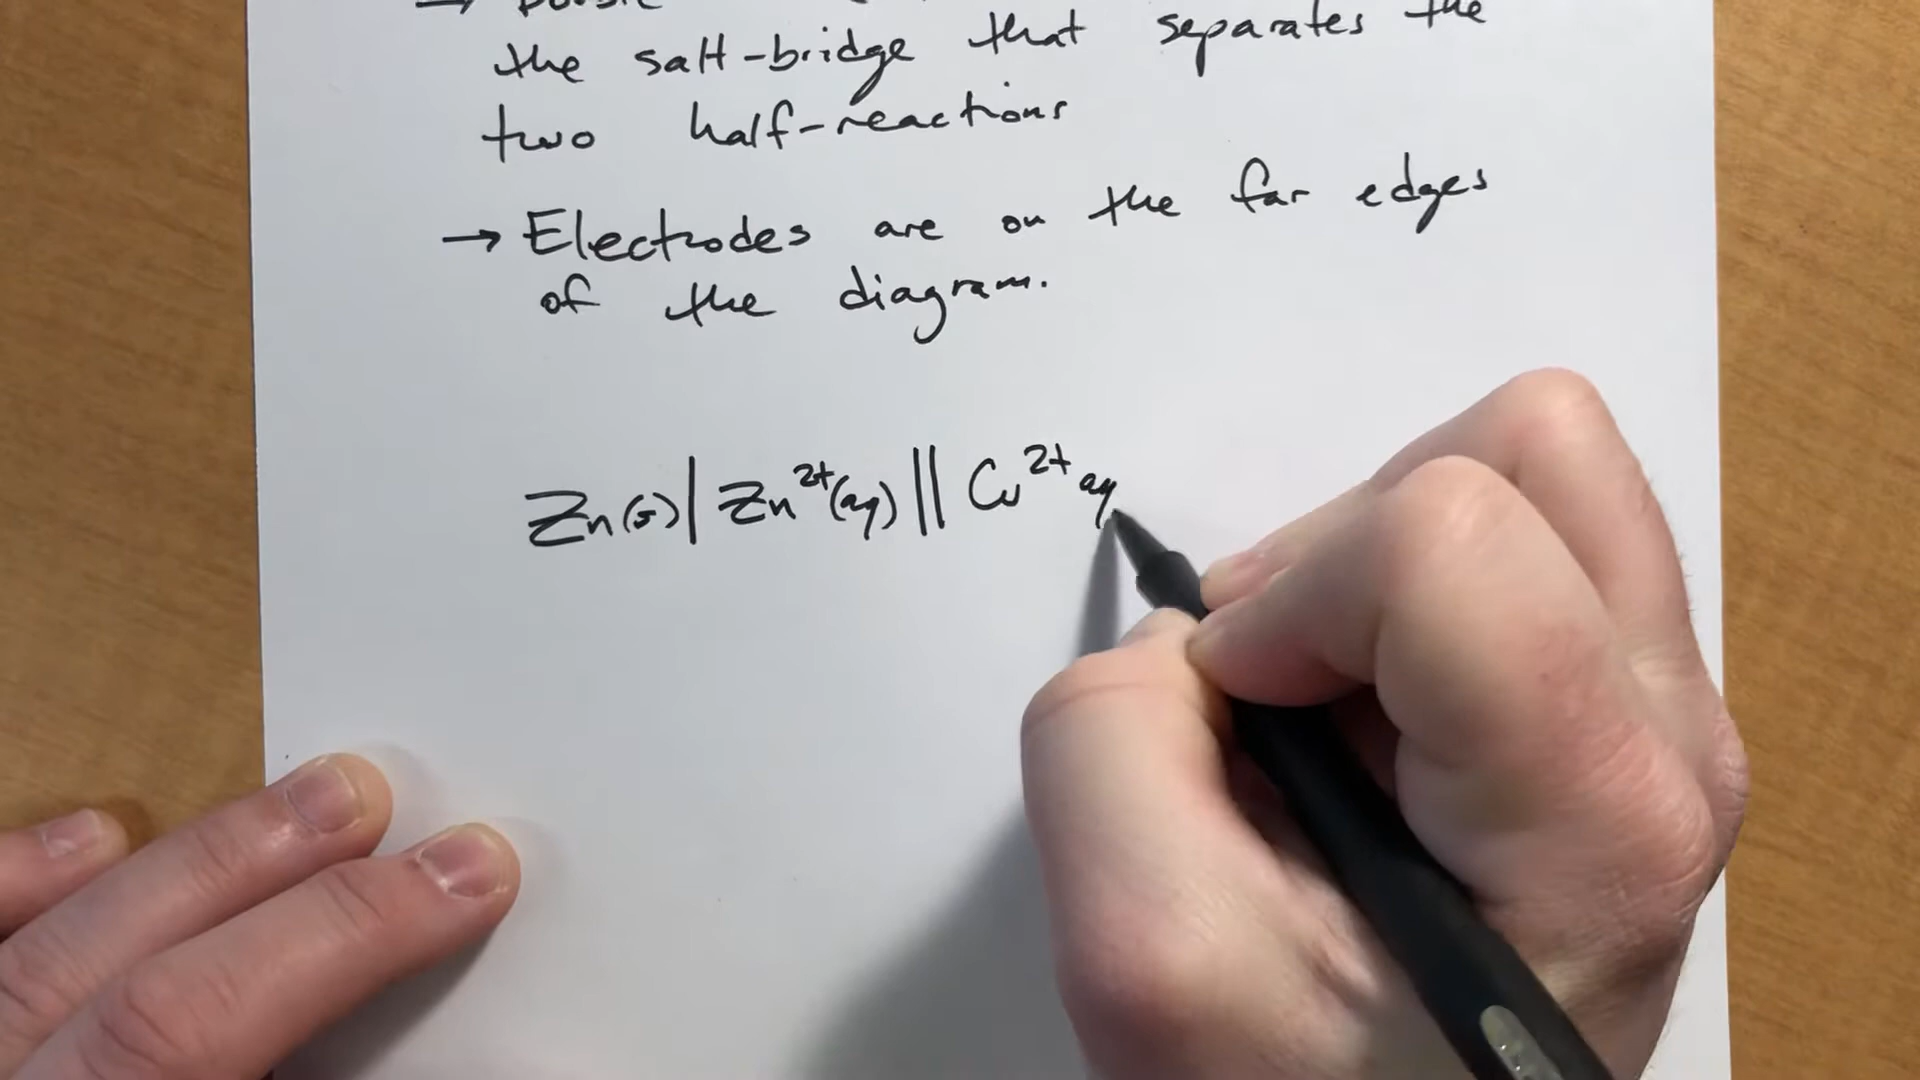 →
the salt-bridge that separates the
two half-reactions
→ Electrodes are on the far edges
of the diagram.
Zn(s)| Zn²⁺(aq) || Cu²⁺ aq